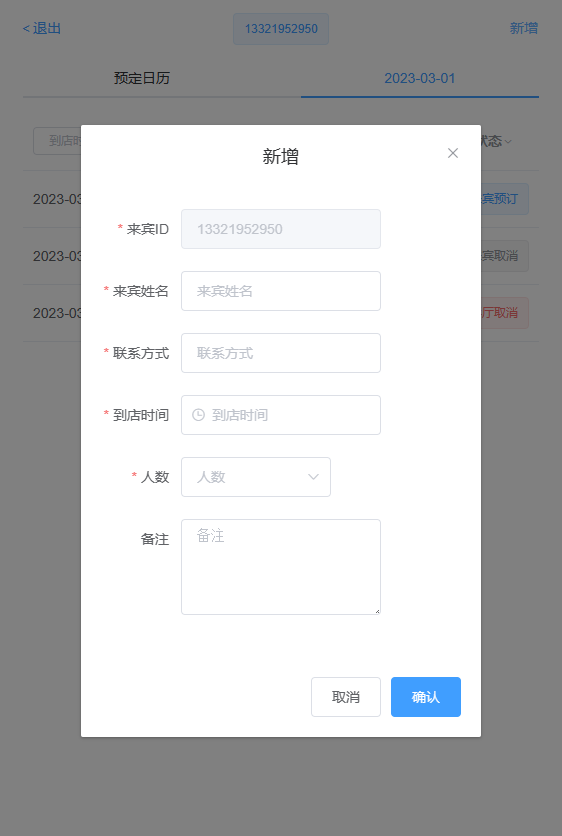 < 退出 13321952950 新增
预定日历 2023-03-01
到店时 状态
新增
2023-03 宾预订
* 来宾ID 13321952950
2023-03 宾取消
* 来宾姓名 来宾姓名
2023-03 厅取消
* 联系方式 联系方式
* 到店时间 到店时间
* 人数 人数
备注 备注
取消 确认